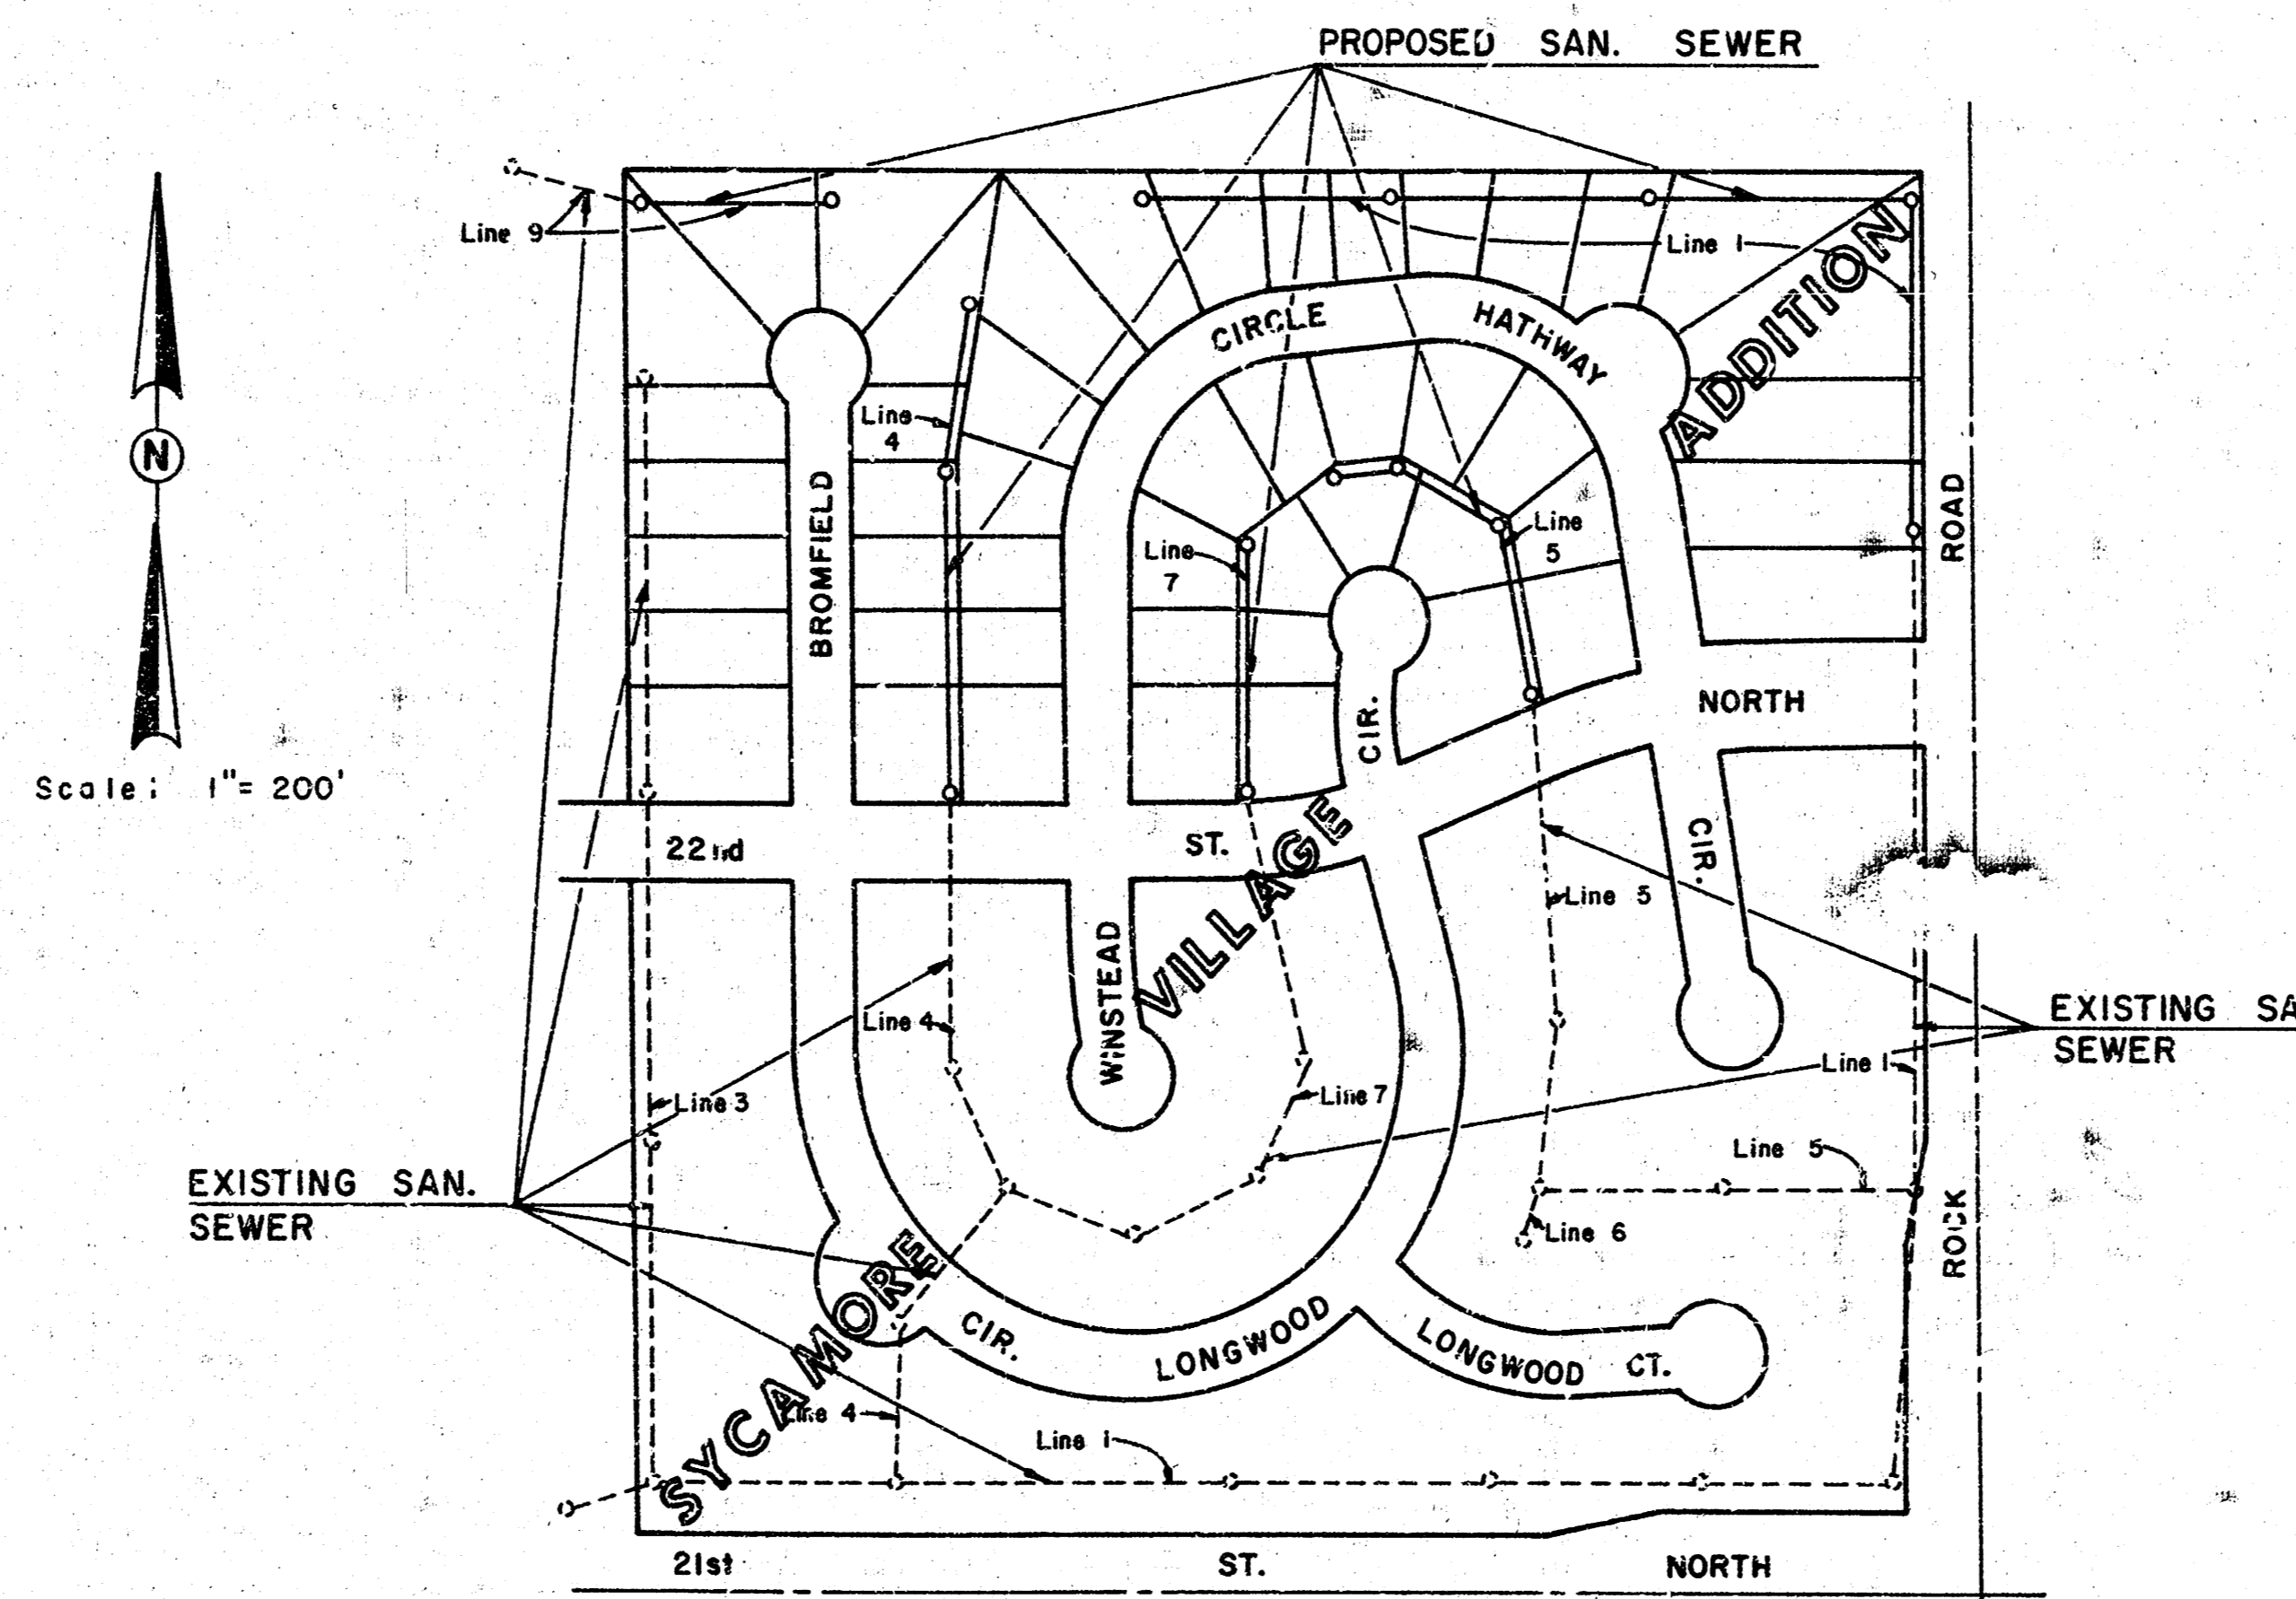 PROPOSED SAN. SEWER
Line 9
Line 1
CIRCLE
HATHWAY
ADDITION
Line
4
N
BROMFIELD
Line
7
Line
5
ROAD
CIR.
NORTH
Scale: 1"= 200'
22nd
ST.
VILLAGE
CIR.
Line 5
WINSTEAD
Line 4
EXISTING
SEWER
Line 1
Line 3
Line 7
Line 5
EXISTING SAN.
SEWER
Line 6
ROCK
SYCAMORE
CIR.
LONGWOOD
LONGWOOD CT.
Line 4
Line 1
21st
ST.
NORTH